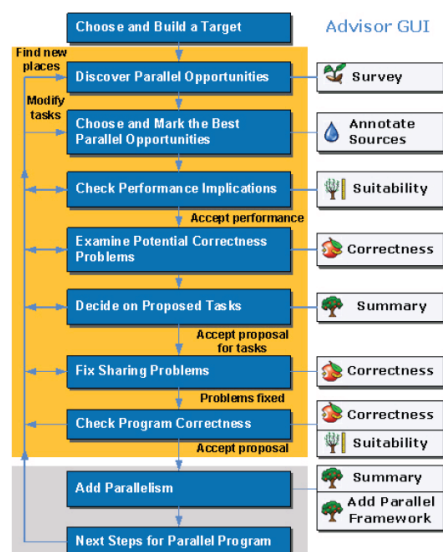 Choose and Build a Target
Advisor GUI
Find new
places
Discover Parallel Opportunities
Survey
Modify
tasks
Choose and Mark the Best
Parallel Opportunities
Annotate
Sources
Check Performance Implications
Suitability
Accept performance
Examine Potential Correctness
Problems
Correctness
Decide on Proposed Tasks
Summary
Accept proposal
for tasks
Fix Sharing Problems
Correctness
Problems fixed
Check Program Correctness
Correctness
Suitability
Accept proposal
Add Parallelism
Summary
Add Parallel
Framework
Next Steps for Parallel Program